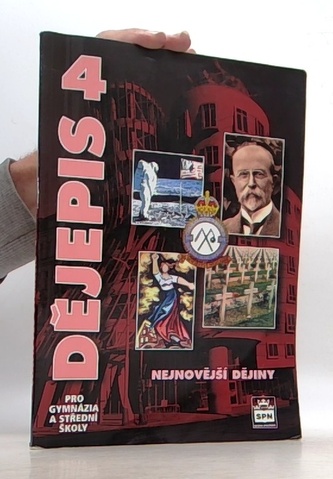 DĚJEPIS 4
NEJNOVĚJŠÍ DĚJINY
PRO
GYMNÁZIA
A STŘEDNÍ
ŠKOLY
SPN